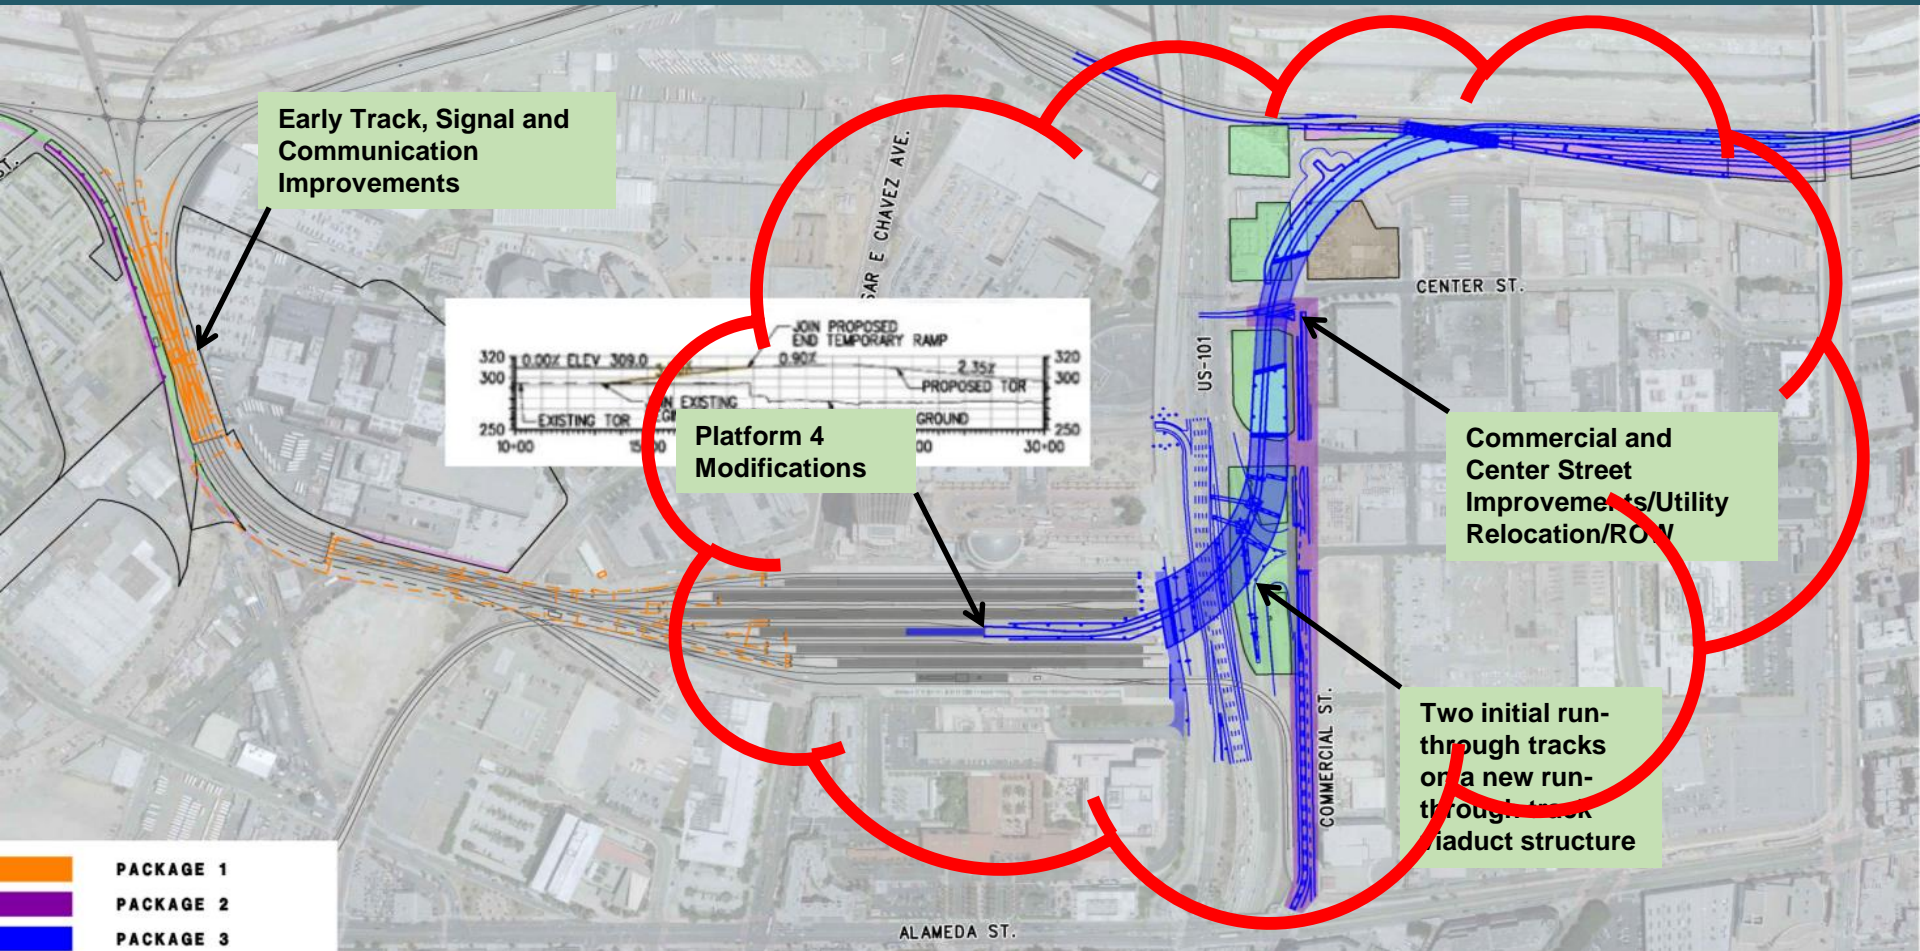 Early Track, Signal and
Communication
Improvements
ST.
SAR E CHAVEZ AVE.
CENTER ST.
US-101
JOIN PROPOSED
END TEMPORARY RAMP
320
0.00% ELEV 309.0
0.90%
2.35%
320
300
PROPOSED TOR
300
EXISTING
EXISTING TOR
GROUND
250
250
10+00
30+00
Platform 4
Modifications
Commercial and
Center Street
Improvements/Utility
Relocation/ROW
Two initial run-
through tracks
on a new run-
through track
viaduct structure
COMMERCIAL ST.
ALAMEDA ST.
PACKAGE 1
PACKAGE 2
PACKAGE 3